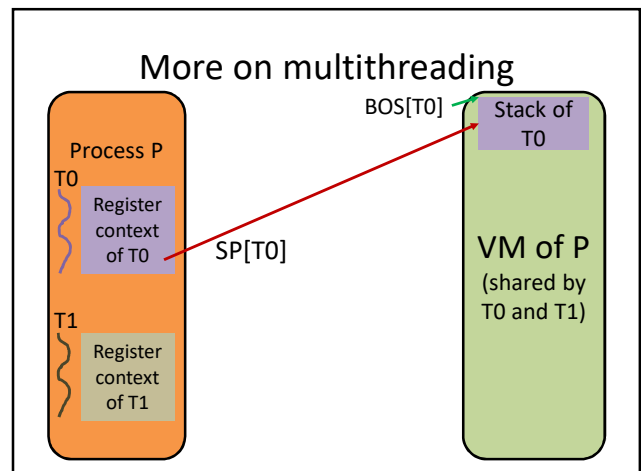 More on multithreading
BOS[T0]
Stack of
T0
Process P
T0
Register
context
of T0
SP[T0]
VM of P
(shared by
T0 and T1)
T1
Register
context
of T1